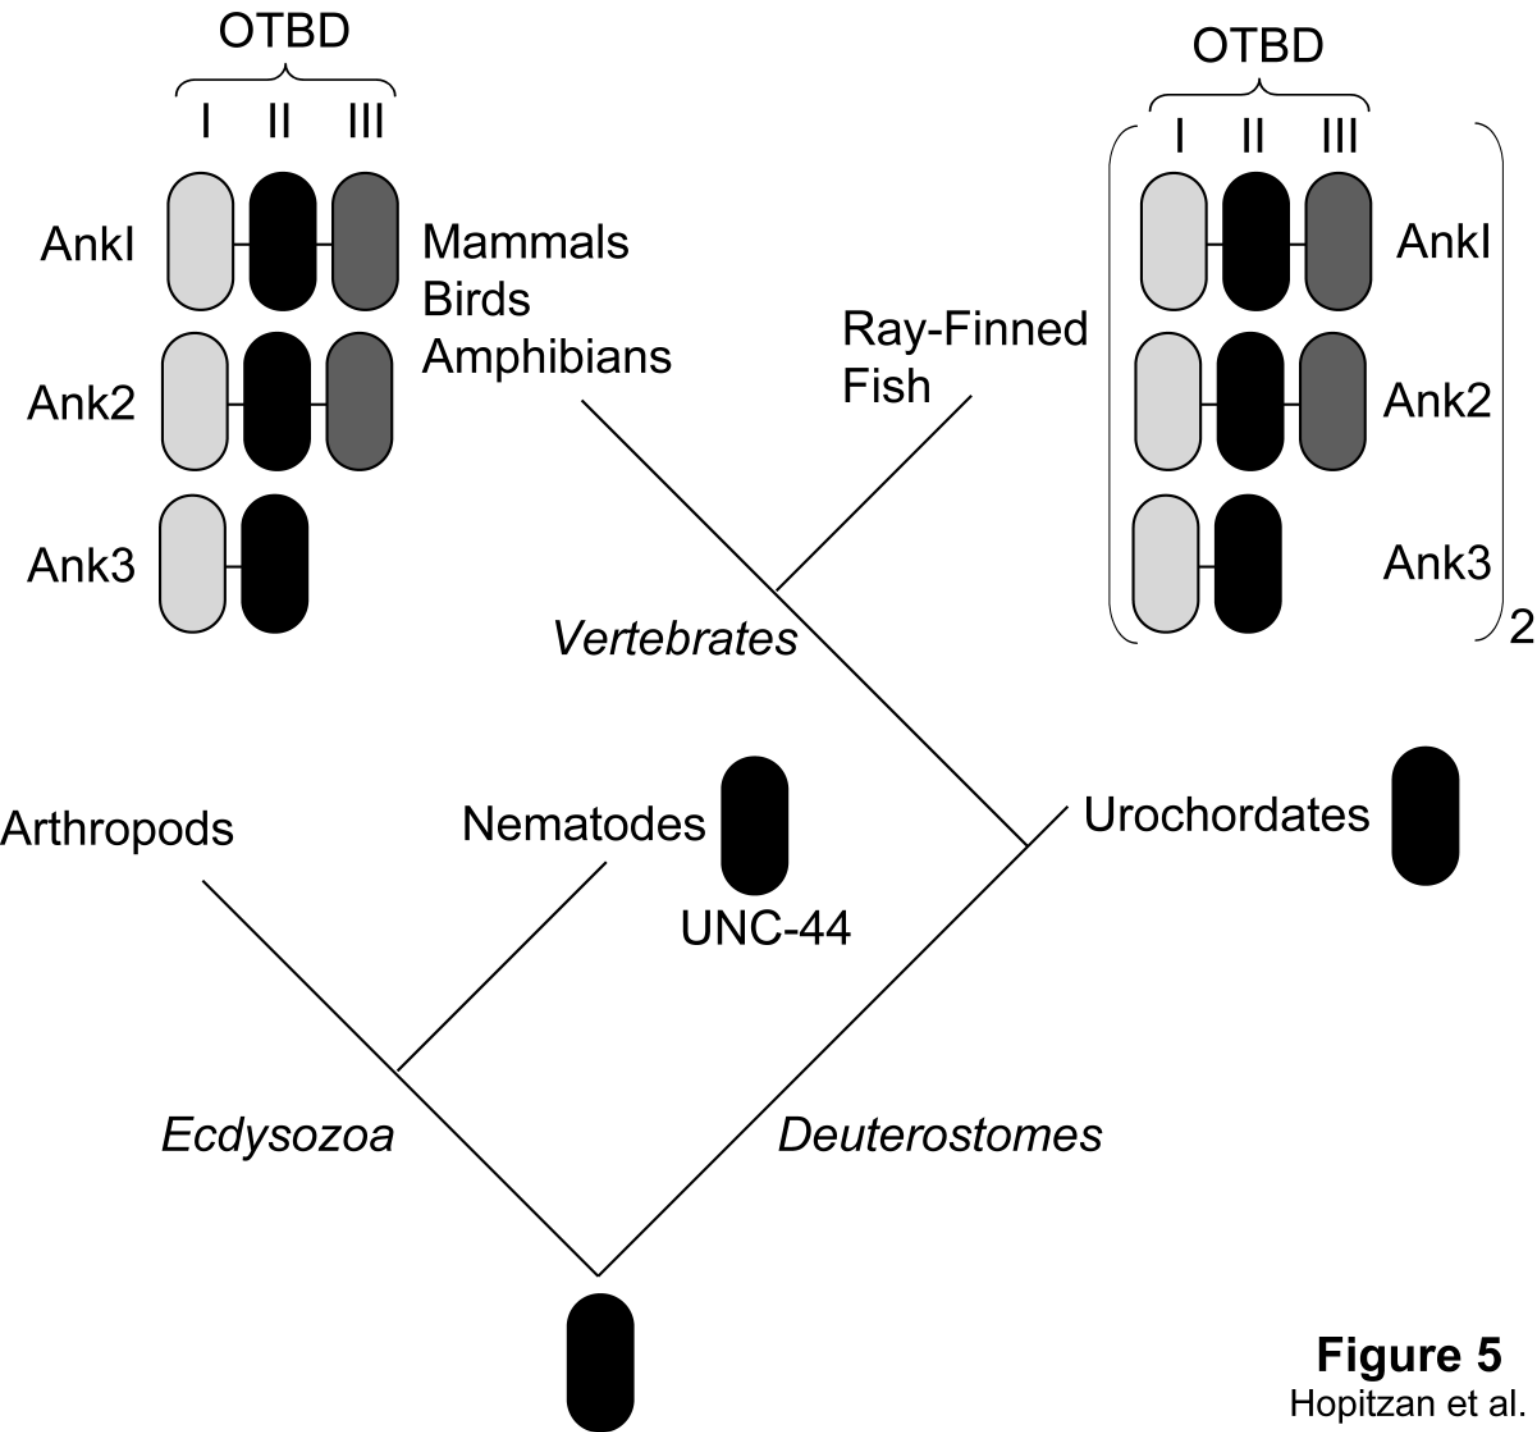 OTBD
I II III
AnkI
Ank2
Ank3
Mammals
Birds
Amphibians
Ray-Finned
Fish
OTBD
I II III
AnkI
Ank2
Ank3
2
Vertebrates
Arthropods
Nematodes
UNC-44
Urochordates
Ecdysozoa
Deuterostomes
Figure 5
Hopitzan et al.